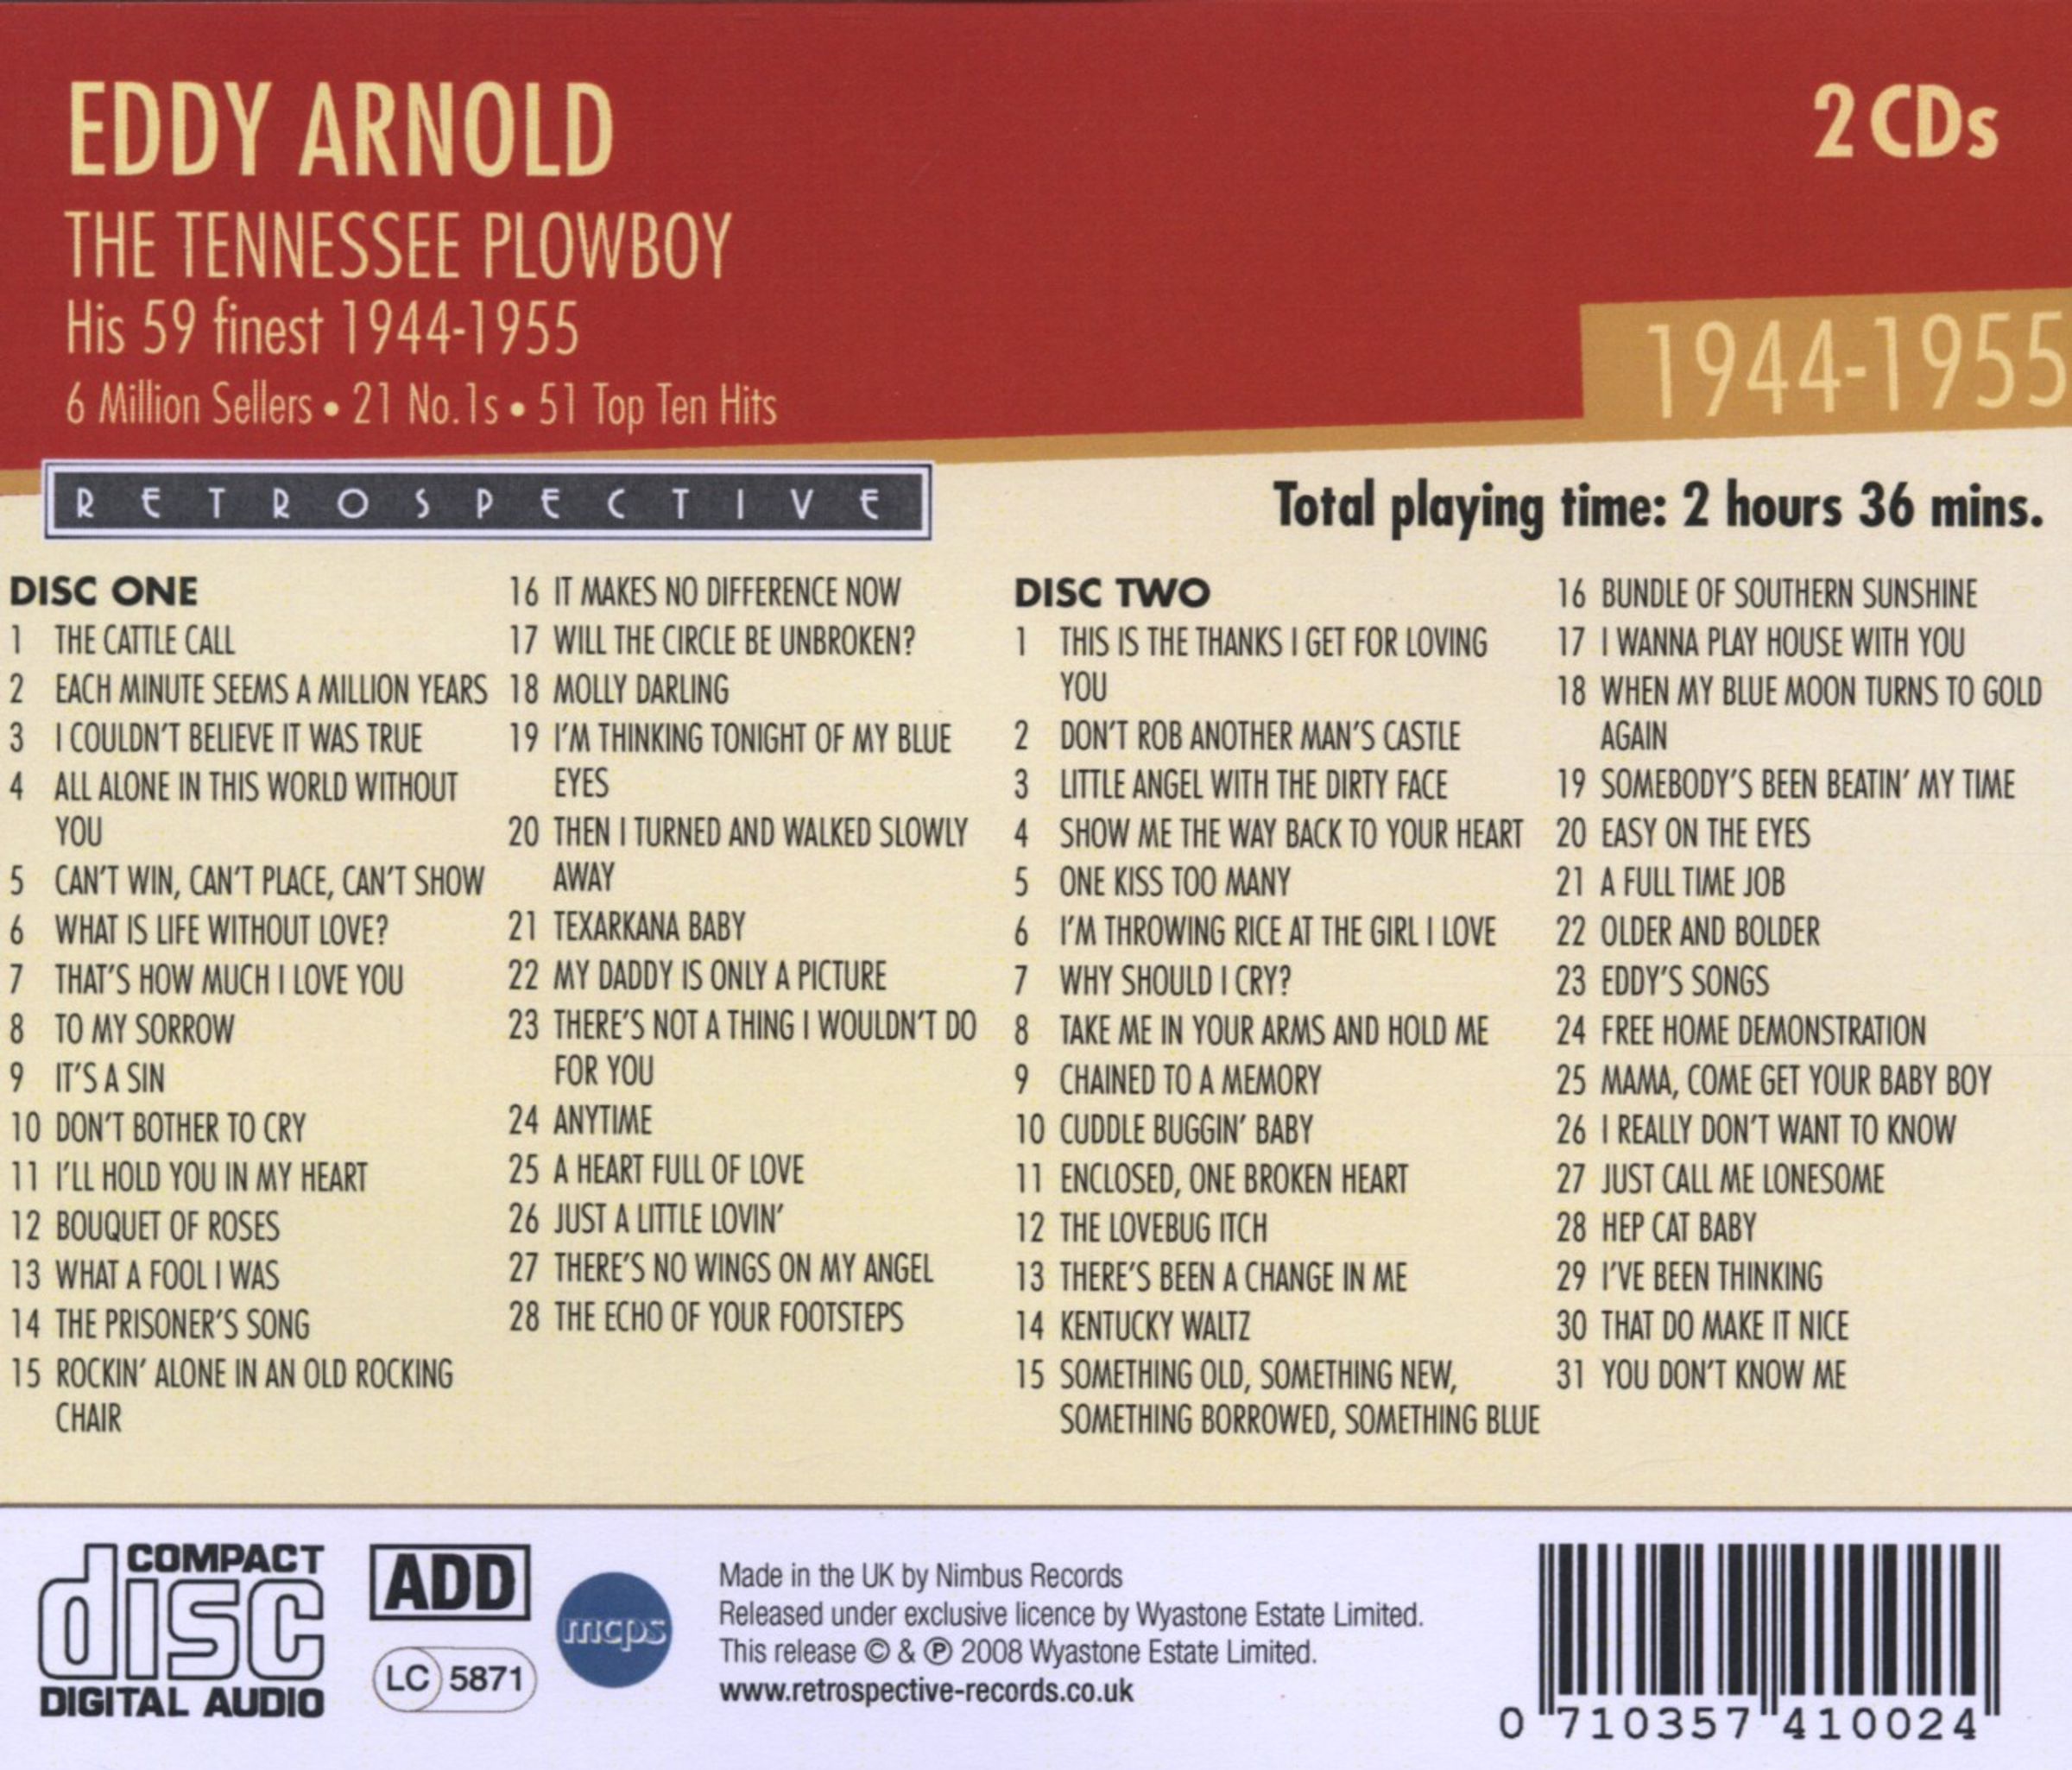 EDDY ARNOLD
2 CDs
THE TENNESSEE PLOWBOY
His 59 finest 1944-1955
6 Million Sellers • 21 No.1s • 51 Top Ten Hits
1944-1955
RETROSPECTIVE
Total playing time: 2 hours 36 mins.
DISC ONE
1 THE CATTLE CALL
2 EACH MINUTE SEEMS A MILLION YEARS
3 I COULDN'T BELIEVE IT WAS TRUE
4 ALL ALONE IN THIS WORLD WITHOUT
YOU
5 CAN'T WIN, CAN'T PLACE, CAN'T SHOW
6 WHAT IS LIFE WITHOUT LOVE?
7 THAT'S HOW MUCH I LOVE YOU
8 TO MY SORROW
9 IT'S A SIN
10 DON'T BOTHER TO CRY
11 I'LL HOLD YOU IN MY HEART
12 BOUQUET OF ROSES
13 WHAT A FOOL I WAS
14 THE PRISONER'S SONG
15 ROCKIN' ALONE IN AN OLD ROCKING
CHAIR
16 IT MAKES NO DIFFERENCE NOW
17 WILL THE CIRCLE BE UNBROKEN?
18 MOLLY DARLING
19 I'M THINKING TONIGHT OF MY BLUE
EYES
20 THEN I TURNED AND WALKED SLOWLY
AWAY
21 TEXARKANA BABY
22 MY DADDY IS ONLY A PICTURE
23 THERE'S NOT A THING I WOULDN'T DO
FOR YOU
24 ANYTIME
25 A HEART FULL OF LOVE
26 JUST A LITTLE LOVIN'
27 THERE'S NO WINGS ON MY ANGEL
28 THE ECHO OF YOUR FOOTSTEPS
DISC TWO
1 THIS IS THE THANKS I GET FOR LOVING
YOU
2 DON'T ROB ANOTHER MAN'S CASTLE
3 LITTLE ANGEL WITH THE DIRTY FACE
4 SHOW ME THE WAY BACK TO YOUR HEART
5 ONE KISS TOO MANY
6 I'M THROWING RICE AT THE GIRL I LOVE
7 WHY SHOULD I CRY?
8 TAKE ME IN YOUR ARMS AND HOLD ME
9 CHAINED TO A MEMORY
10 CUDDLE BUGGIN' BABY
11 ENCLOSED, ONE BROKEN HEART
12 THE LOVEBUG ITCH
13 THERE'S BEEN A CHANGE IN ME
14 KENTUCKY WALTZ
15 SOMETHING OLD, SOMETHING NEW,
SOMETHING BORROWED, SOMETHING BLUE
16 BUNDLE OF SOUTHERN SUNSHINE
17 I WANNA PLAY HOUSE WITH YOU
18 WHEN MY BLUE MOON TURNS TO GOLD
AGAIN
19 SOMEBODY'S BEEN BEATIN' MY TIME
20 EASY ON THE EYES
21 A FULL TIME JOB
22 OLDER AND BOLDER
23 EDDY'S SONGS
24 FREE HOME DEMONSTRATION
25 MAMA, COME GET YOUR BABY BOY
26 I REALLY DON'T WANT TO KNOW
27 JUST CALL ME LONESOME
28 HEP CAT BABY
29 I'VE BEEN THINKING
30 THAT DO MAKE IT NICE
31 YOU DON'T KNOW ME
COMPACT
disc
DIGITAL AUDIO
ADD
LC 5871
mcps
Made in the UK by Nimbus Records
Released under exclusive licence by Wyastone Estate Limited.
This release © & ℗ 2008 Wyastone Estate Limited.
www.retrospective-records.co.uk
0 710357 410024